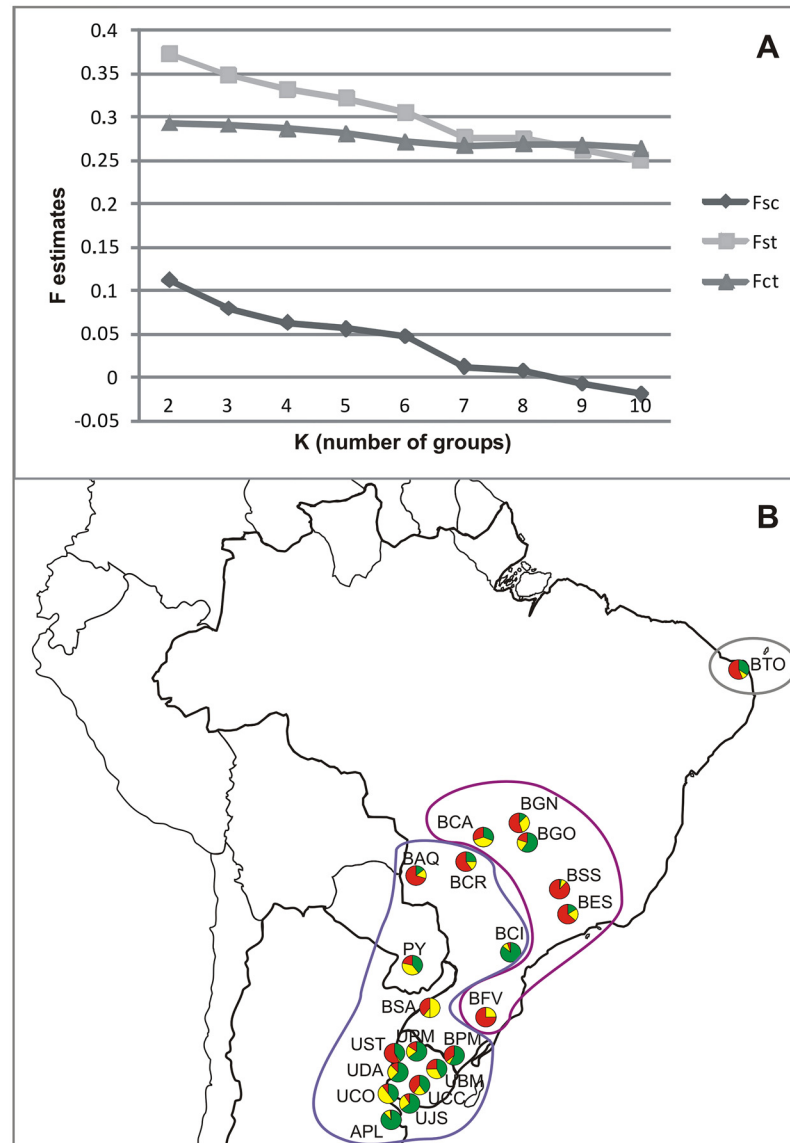 A
0.4
0.35
0.3
0.25
0.2
0.15
0.1
0.05
0
-0.05
F estimates
2 3 4 5 6 7 8 9 10
K (number of groups)
Fsc
Fst
Fct
B
BTO
BGN
BCA
BGO
BAQ
BCR
BSS
BES
BCI
PY
BSA
BFV
UST
UPM
BPM
UDA
UBM
UCO
UCC
UJS
APL